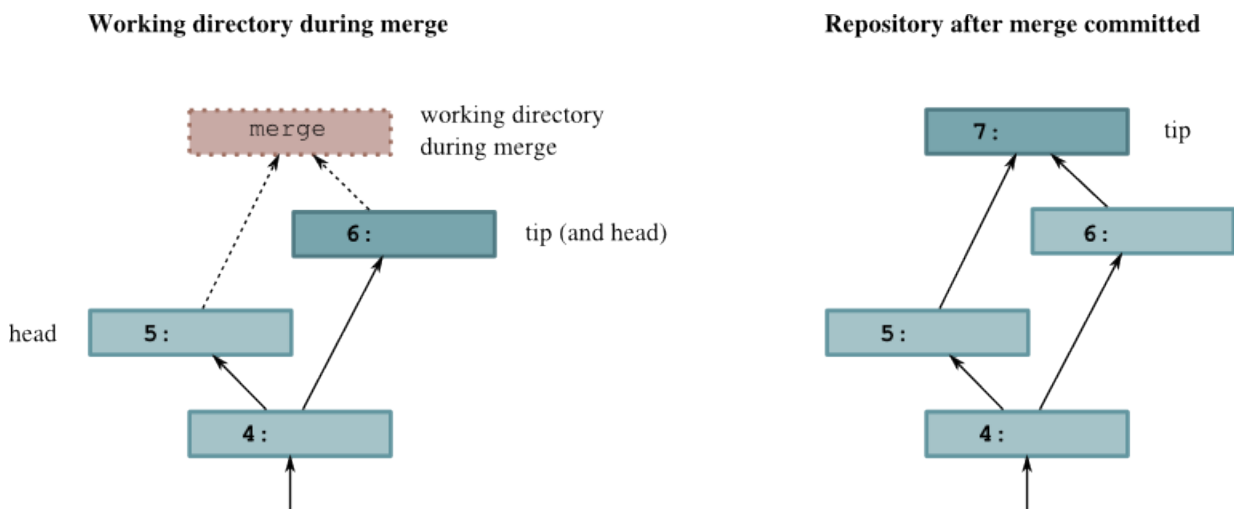 Working directory during merge
merge
working directory
during merge
6:
tip (and head)
head
5:
4:
Repository after merge committed
7:
tip
6:
5:
4: